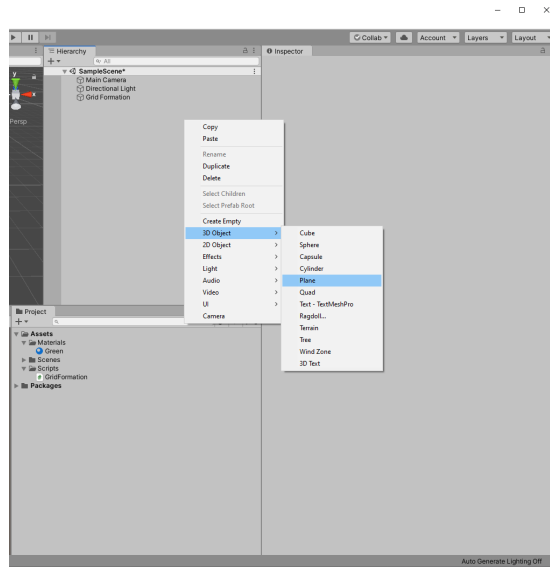 Collab
Account
Layers
Layout
Hierarchy
Inspector
All
SampleScene*
Main Camera
Directional Light
Grid Formation
y
x
Persp
Copy
Paste
Rename
Duplicate
Delete
Select Children
Select Prefab Root
Create Empty
3D Object
2D Object
Effects
Light
Audio
Video
UI
Camera
Cube
Sphere
Capsule
Cylinder
Plane
Quad
Text - TextMeshPro
Ragdoll...
Terrain
Tree
Wind Zone
3D Text
Project
Assets
Materials
Green
Scenes
Scripts
GridFormation
Packages
Auto Generate Lighting Off